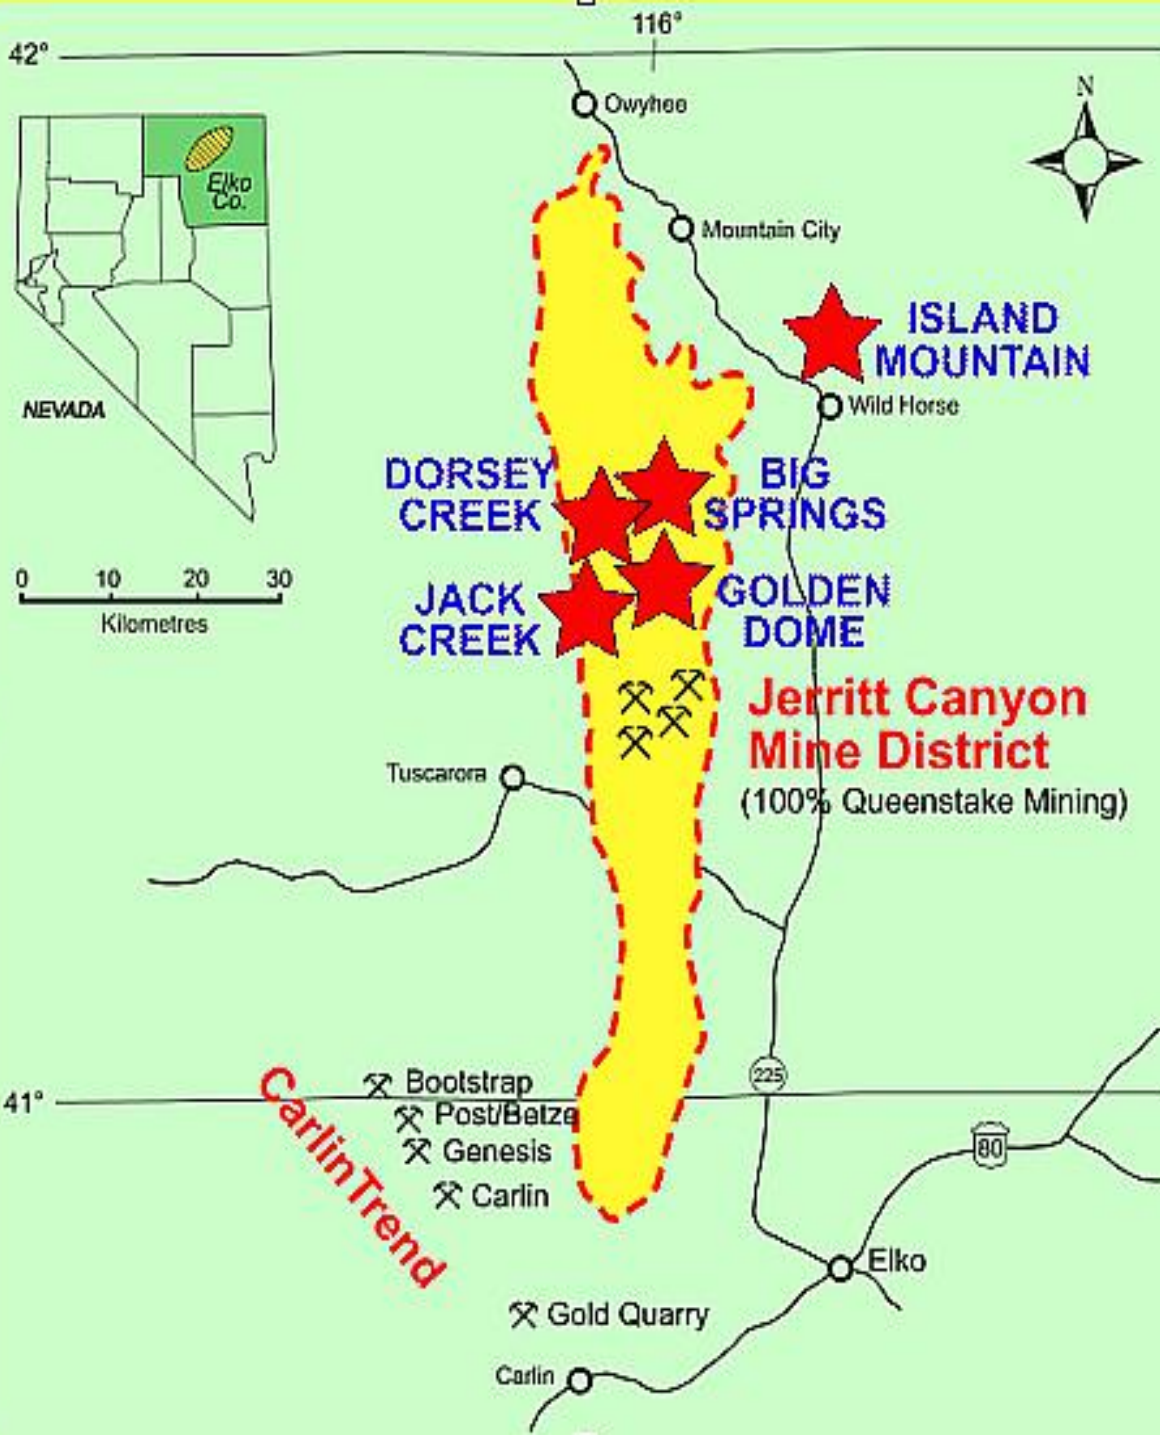 116°
42°
Owyhee
N
Elko
Co.
Mountain City
ISLAND
MOUNTAIN
NEVADA
Wild Horse
DORSEY
CREEK
BIG
SPRINGS
0 10 20 30
Kilometres
JACK
CREEK
GOLDEN
DOME
Jerritt Canyon
Mine District
(100% Queenstake Mining)
Tuscarora
225
41°
Bootstrap
Post/Betze
Genesis
Carlin
Carlin Trend
80
Elko
Gold Quarry
Carlin